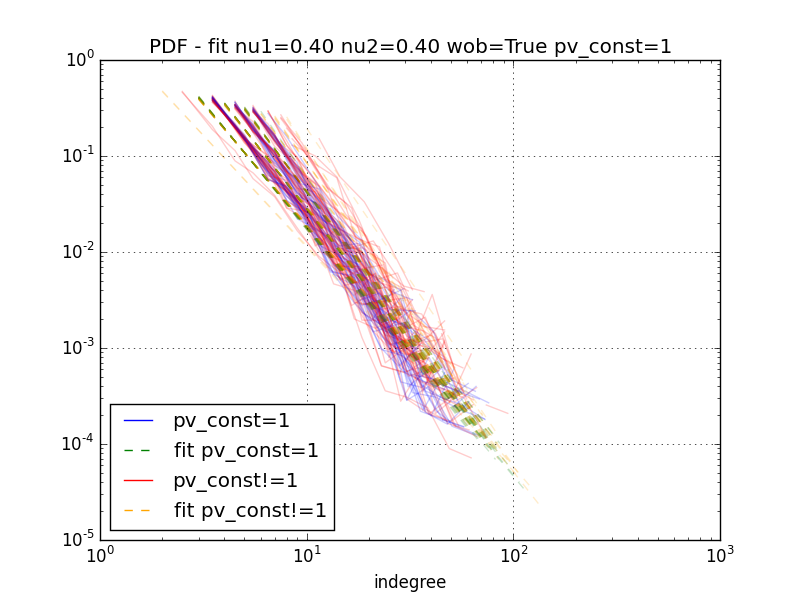 PDF - fit nu1=0.40 nu2=0.40 wob=True pv_const=1
10^0
10^-1
10^-2
10^-3
10^-4
10^-5
pv_const=1
fit pv_const=1
pv_const!=1
fit pv_const!=1
10^0 10^1 10^2 10^3
indegree